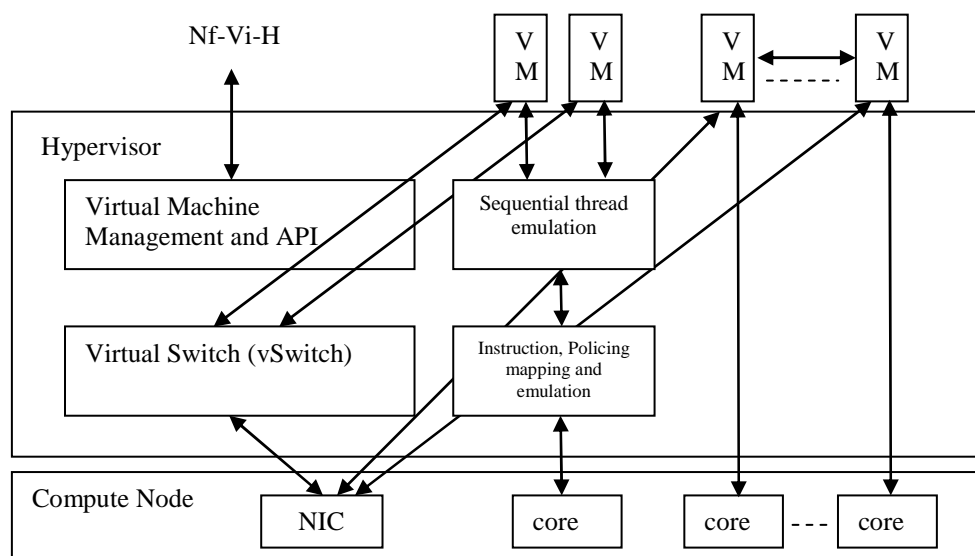 Nf-Vi-H
V
M
V
M
V
M
V
M
Hypervisor
Virtual Machine
Management and API
Sequential thread
emulation
Virtual Switch (vSwitch)
Instruction, Policing
mapping and
emulation
Compute Node
NIC
core
core
core